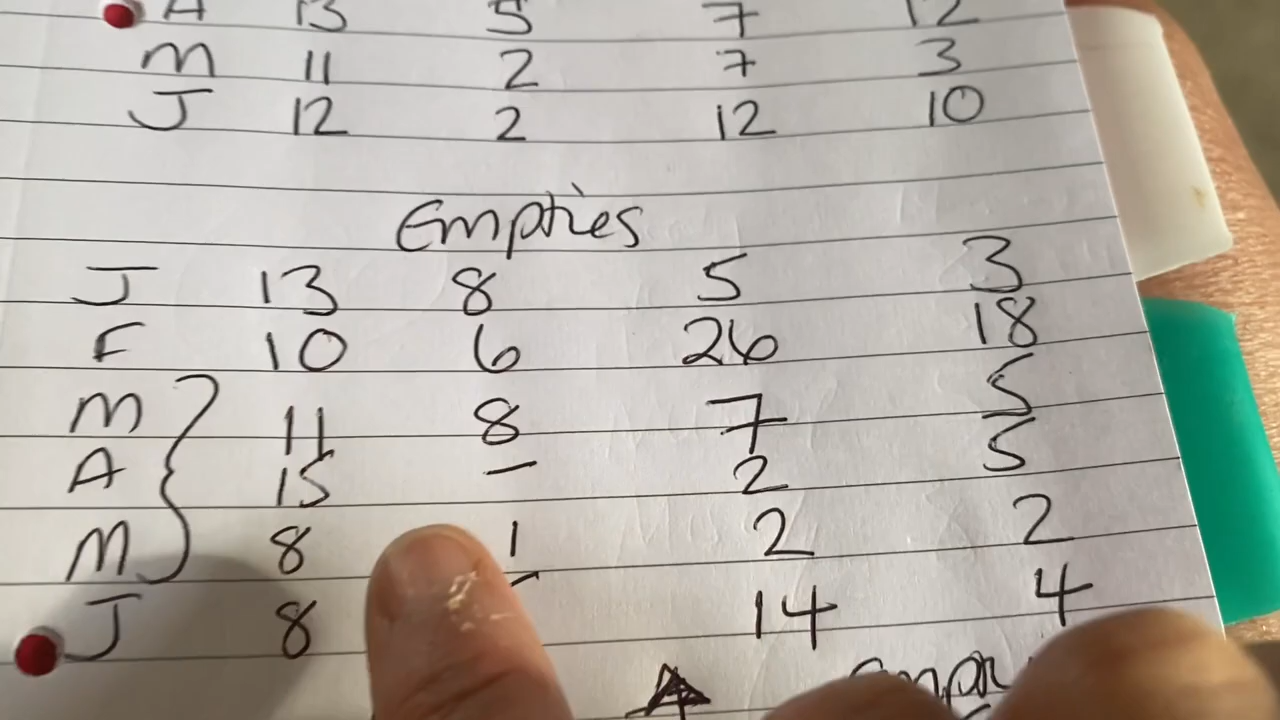 A 13 5 7 12
M 11 2 7 3
J 12 2 12 10
Empties
J 13 8 5 3
F 10 6 26 18
M 11 8 7 5
A 15 — 2 5
M 8 1 2 2
J 8 14 4